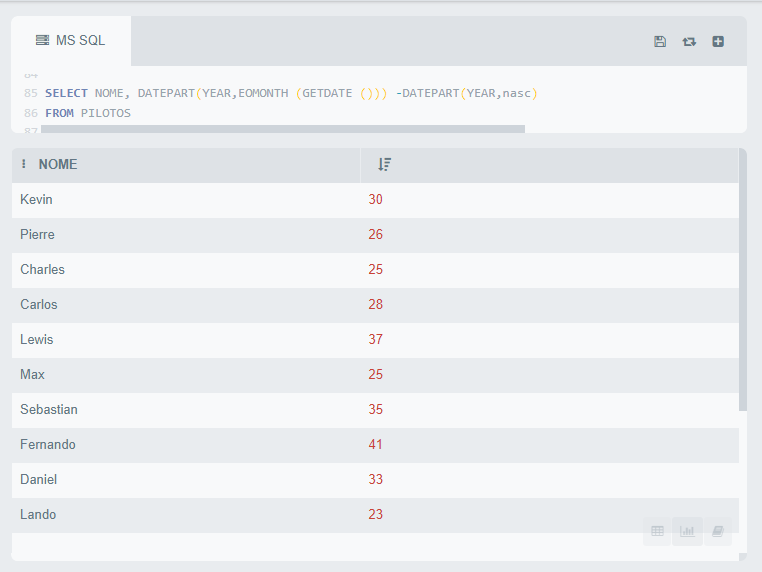 MS SQL
84
85 SELECT NOME, DATEPART(YEAR,EOMONTH (GETDATE ())) -DATEPART(YEAR,nasc)
86 FROM PILOTOS
87
NOME
Kevin 30
Pierre 26
Charles 25
Carlos 28
Lewis 37
Max 25
Sebastian 35
Fernando 41
Daniel 33
Lando 23